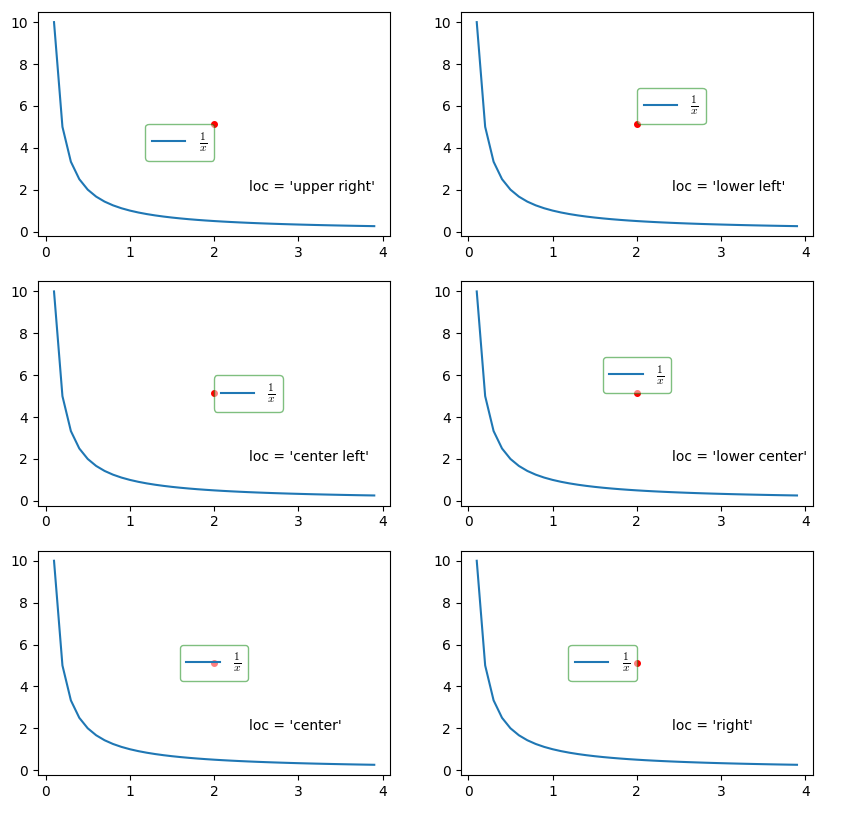 10
8
6
4
2
0
0 1 2 3 4
1/x
loc = 'upper right'
10
8
6
4
2
0
0 1 2 3 4
1/x
loc = 'lower left'
10
8
6
4
2
0
0 1 2 3 4
1/x
loc = 'center left'
10
8
6
4
2
0
0 1 2 3 4
1/x
loc = 'lower center'
10
8
6
4
2
0
0 1 2 3 4
1/x
loc = 'center'
10
8
6
4
2
0
0 1 2 3 4
1/x
loc = 'right'